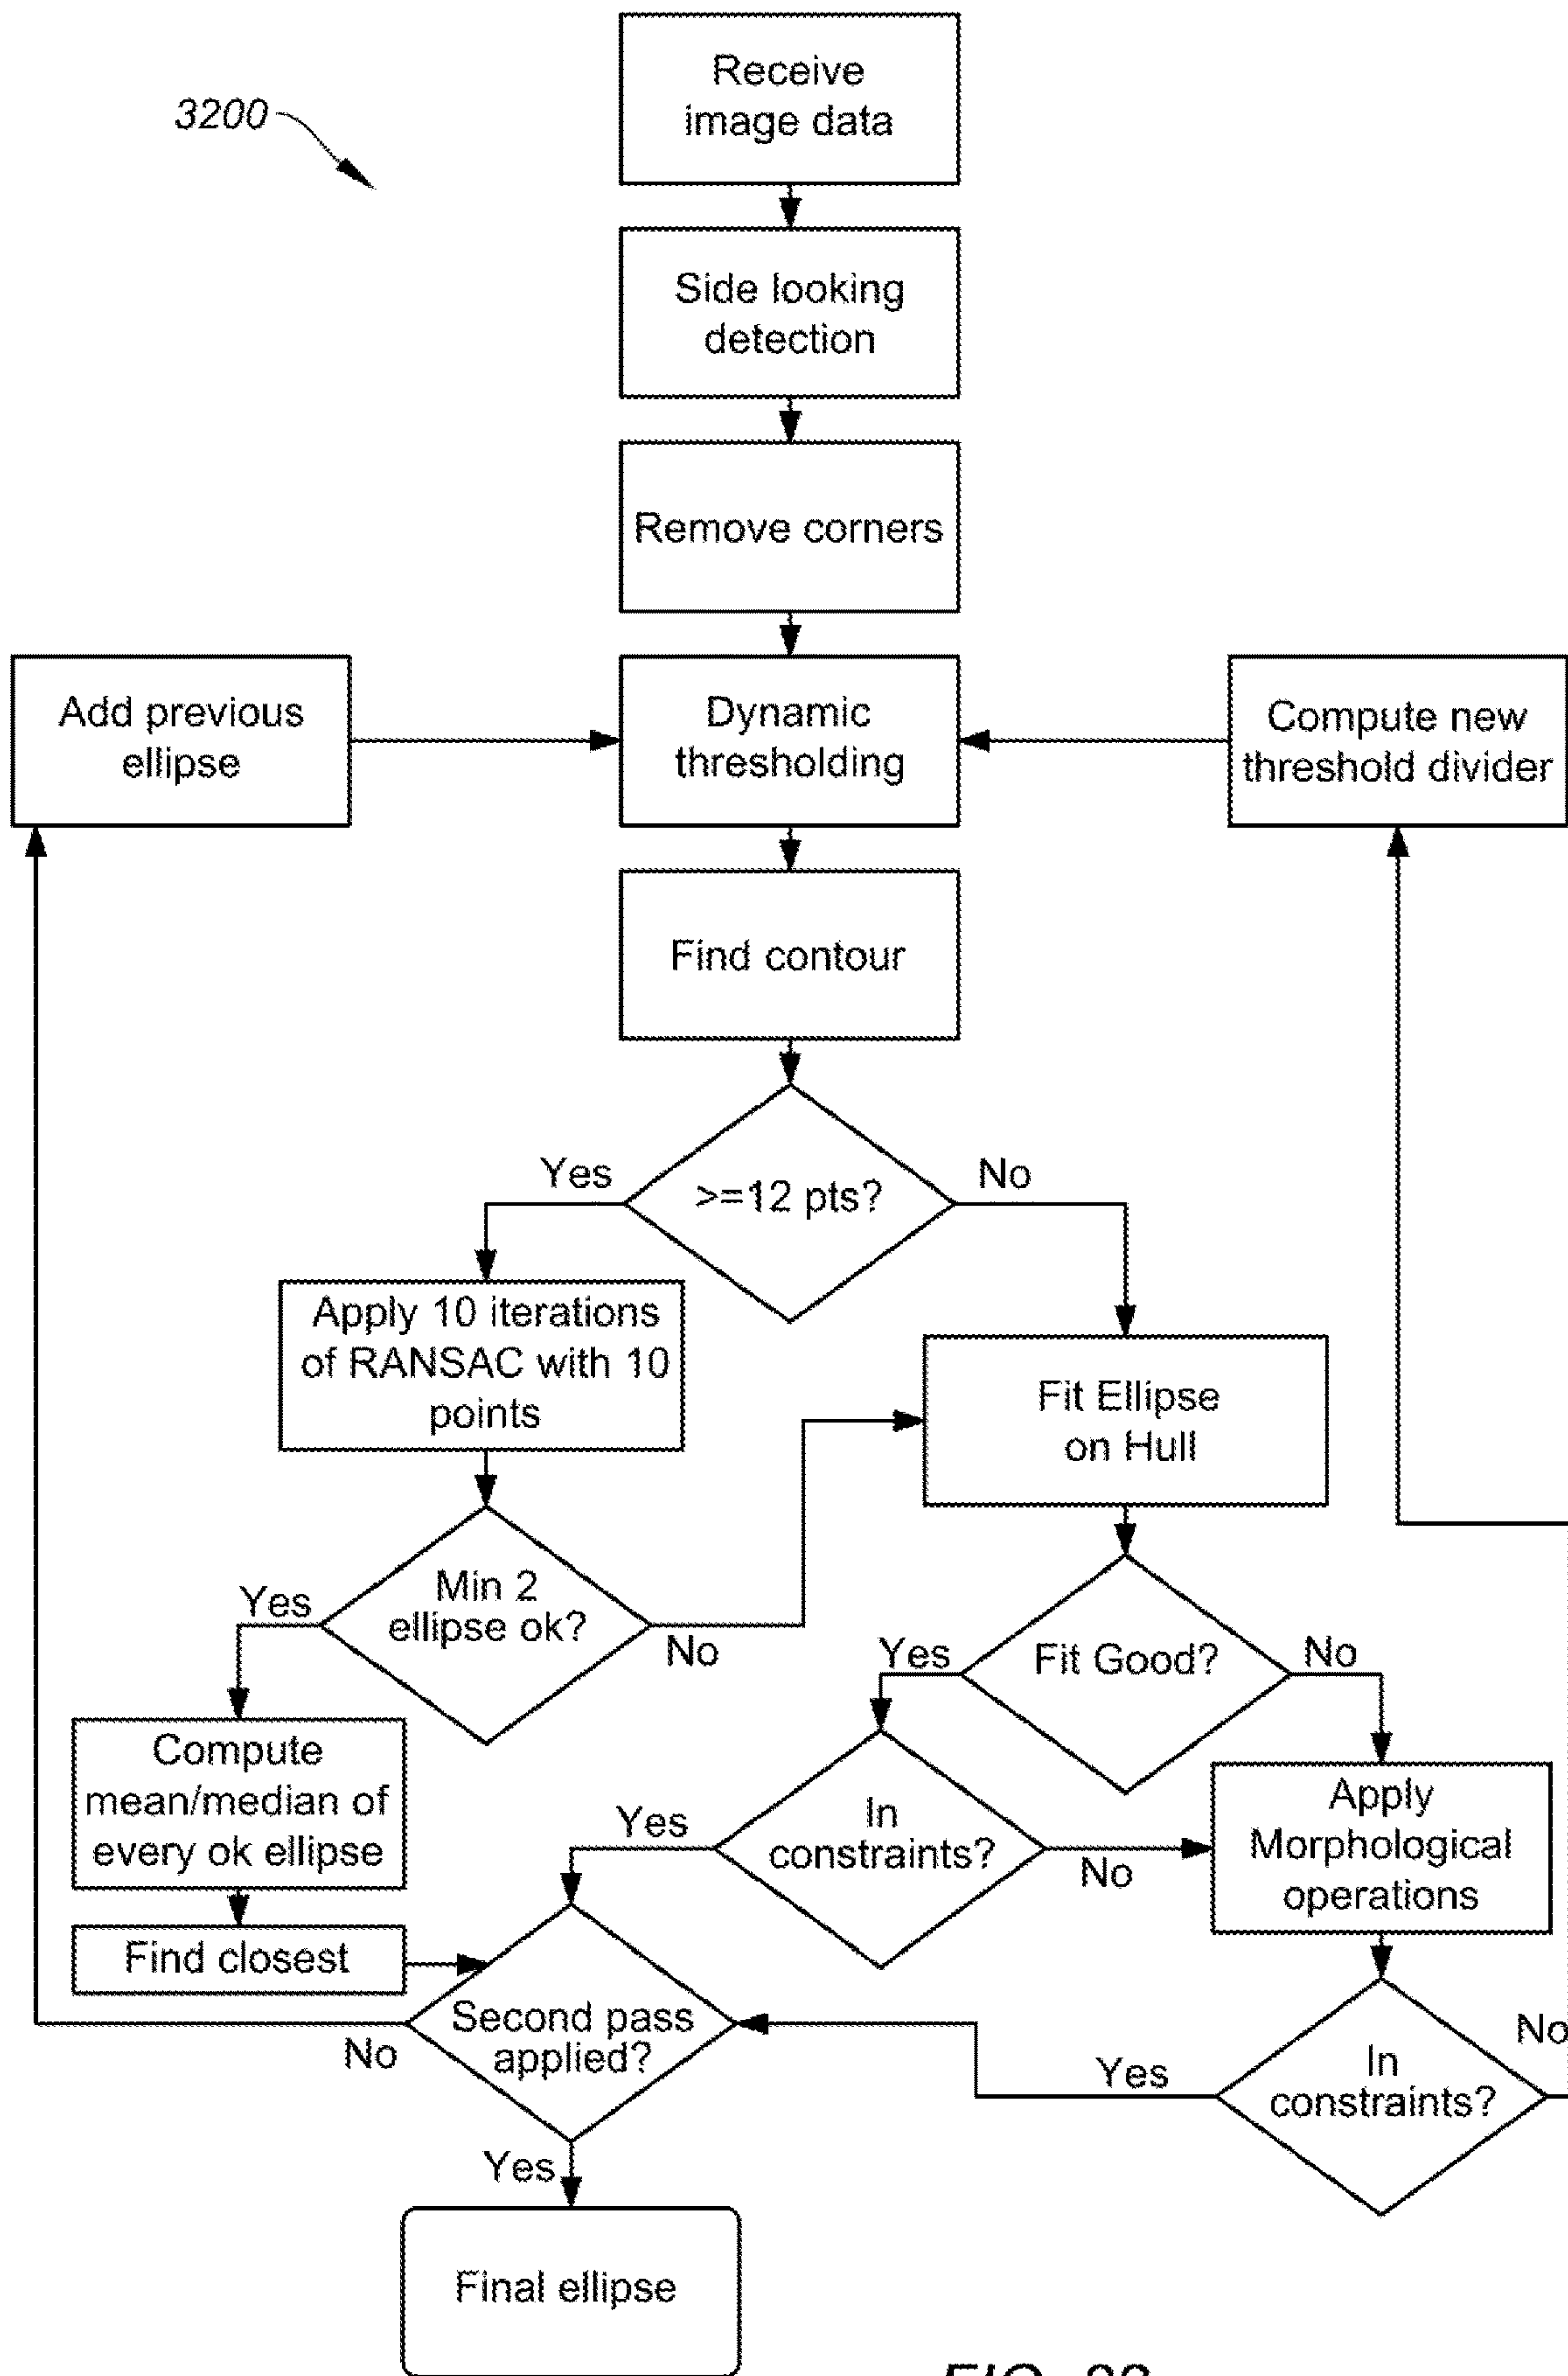 Receive
image data
3200
Side looking
detection
Remove corners
Add previous
ellipse
Dynamic
thresholding
Compute new
threshold divider
Find contour
Yes
>=12 pts?
No
Apply 10 iterations
of RANSAC with 10
points
Fit Ellipse
on Hull
Yes
Min 2
ellipse ok?
No
Yes
Fit Good?
No
Compute
mean/median of
every ok ellipse
Yes
In
constraints?
No
Apply
Morphological
operations
Find closest
No
Second pass
applied?
Yes
In
constraints?
No
Yes
Final ellipse